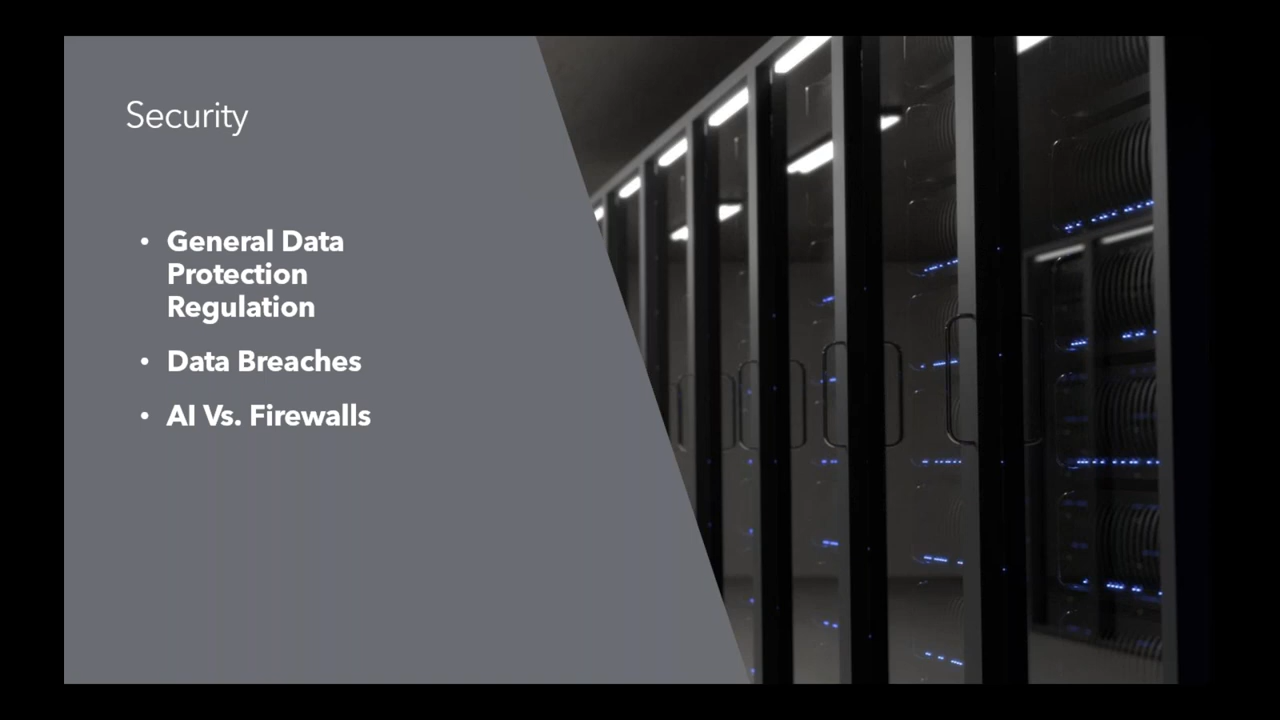 Security
• General Data
Protection
Regulation
• Data Breaches
• AI Vs. Firewalls